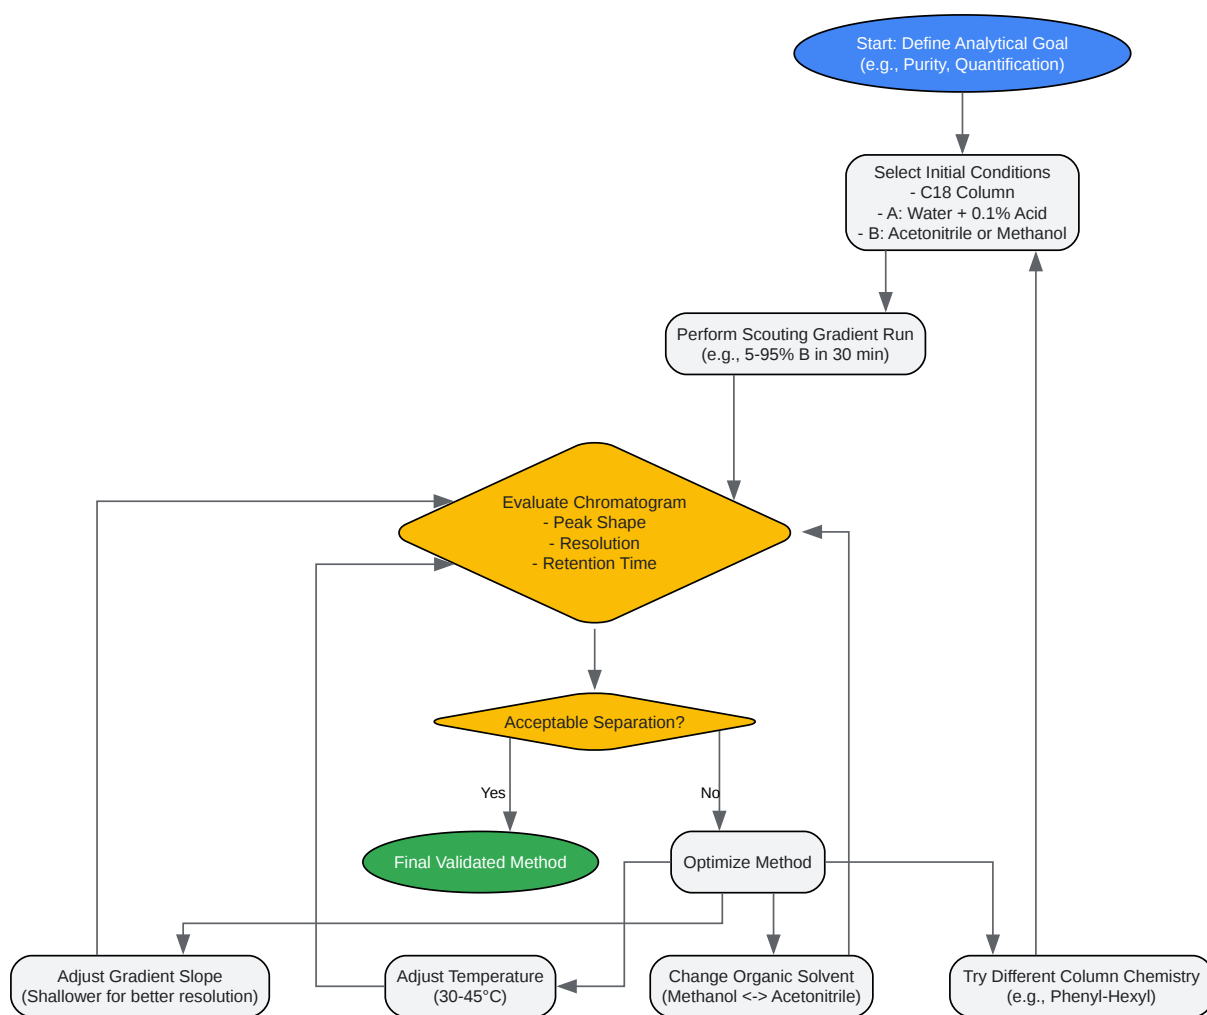 Start: Define Analytical Goal
(e.g., Purity, Quantification)
Select Initial Conditions
- C18 Column
- A: Water + 0.1% Acid
- B: Acetonitrile or Methanol
Perform Scouting Gradient Run
(e.g., 5-95% B in 30 min)
Evaluate Chromatogram
- Peak Shape
- Resolution
- Retention Time
Acceptable Separation?
Yes
No
Final Validated Method
Optimize Method
Adjust Gradient Slope
(Shallower for better resolution)
Adjust Temperature
(30-45°C)
Change Organic Solvent
(Methanol <-> Acetonitrile)
Try Different Column Chemistry
(e.g., Phenyl-Hexyl)